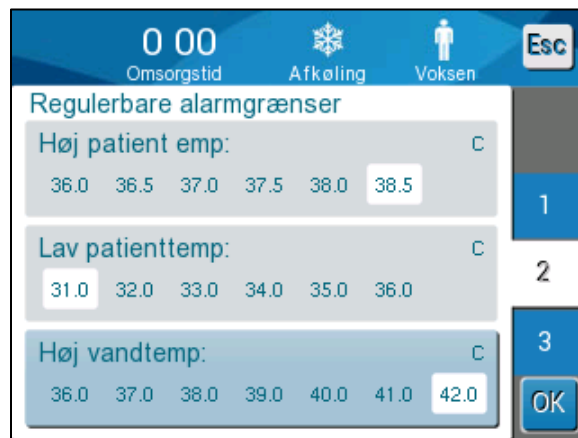 0 00
Omsorgstid
Afkøling
Voksen
Esc
Regulerbare alarmgrænser
Høj patient emp: C
36.0 36.5 37.0 37.5 38.0 38.5
Lav patienttemp: C
31.0 32.0 33.0 34.0 35.0 36.0
Høj vandtemp: C
36.0 37.0 38.0 39.0 40.0 41.0 42.0
1
2
3
OK